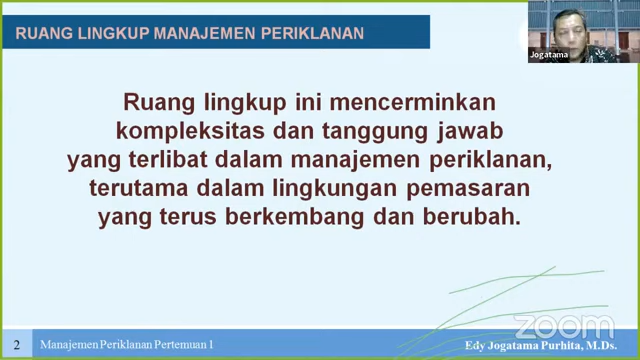 RUANG LINGKUP MANAJEMEN PERIKLANAN
Jogatama
Ruang lingkup ini mencerminkan
kompleksitas dan tanggung jawab
yang terlibat dalam manajemen periklanan,
terutama dalam lingkungan pemasaran
yang terus berkembang dan berubah.
zoom
2 Manajemen Periklanan Pertemuan 1
Edy Jogatama Purhita, M.Ds.